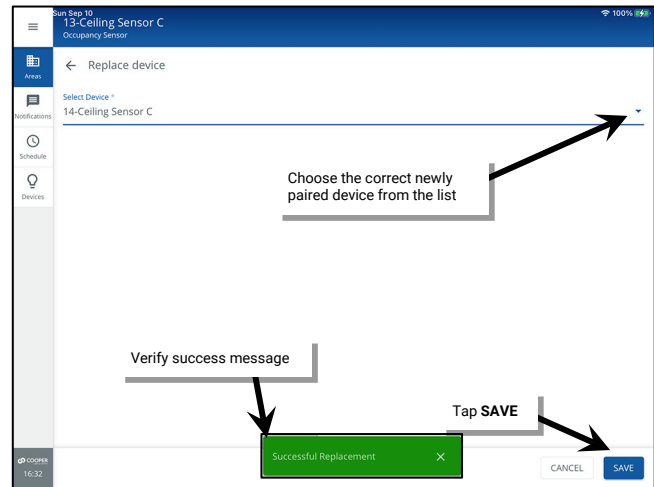 Sun Sep 10
100%
13-Ceiling Sensor C
Occupancy Sensor
Areas
Replace device
Notifications
Select Device *
14-Ceiling Sensor C
Schedule
Devices
Choose the correct newly
paired device from the list
Verify success message
Tap SAVE
Successful Replacement
CANCEL
SAVE
COOPER
16:32